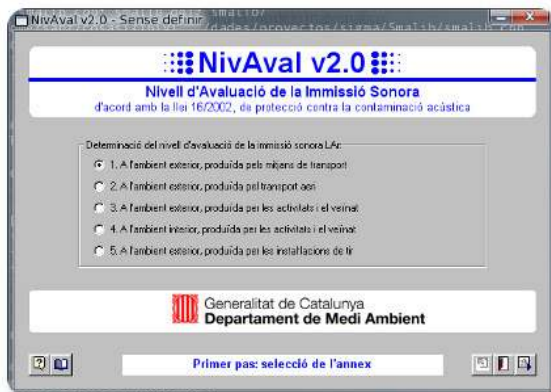 NivAval v2.0 - Sense definir
NivAval v2.0
Nivell d'Avaluació de la Immissió Sonora
d'acord amb la llei 16/2002, de protecció contra la contaminació acústica
Determinació del nivell d'avaluació de la immissió sonora LAr:
1. A l'ambient exterior, produïda pels mitjans de transport
2. A l'ambient exterior, produïda pel transport aeri
3. A l'ambient exterior, produïda per les activitats i el veïnat
4. A l'ambient interior, produïda per les activitats i el veïnat
5. A l'ambient exterior, produïda per les instal·lacions de tir
Generalitat de Catalunya
Departament de Medi Ambient
Primer pas: selecció de l'annex